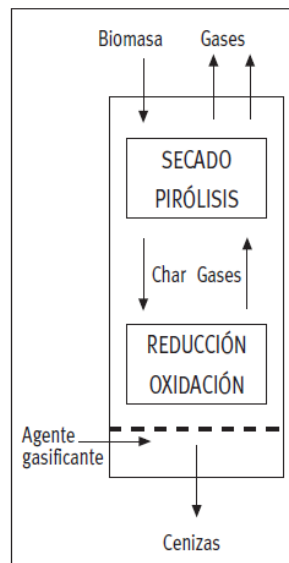 Biomasa Gases
SECADO
PIRÓLISIS
Char Gases
REDUCCIÓN
OXIDACIÓN
Agente
gasificante
Cenizas